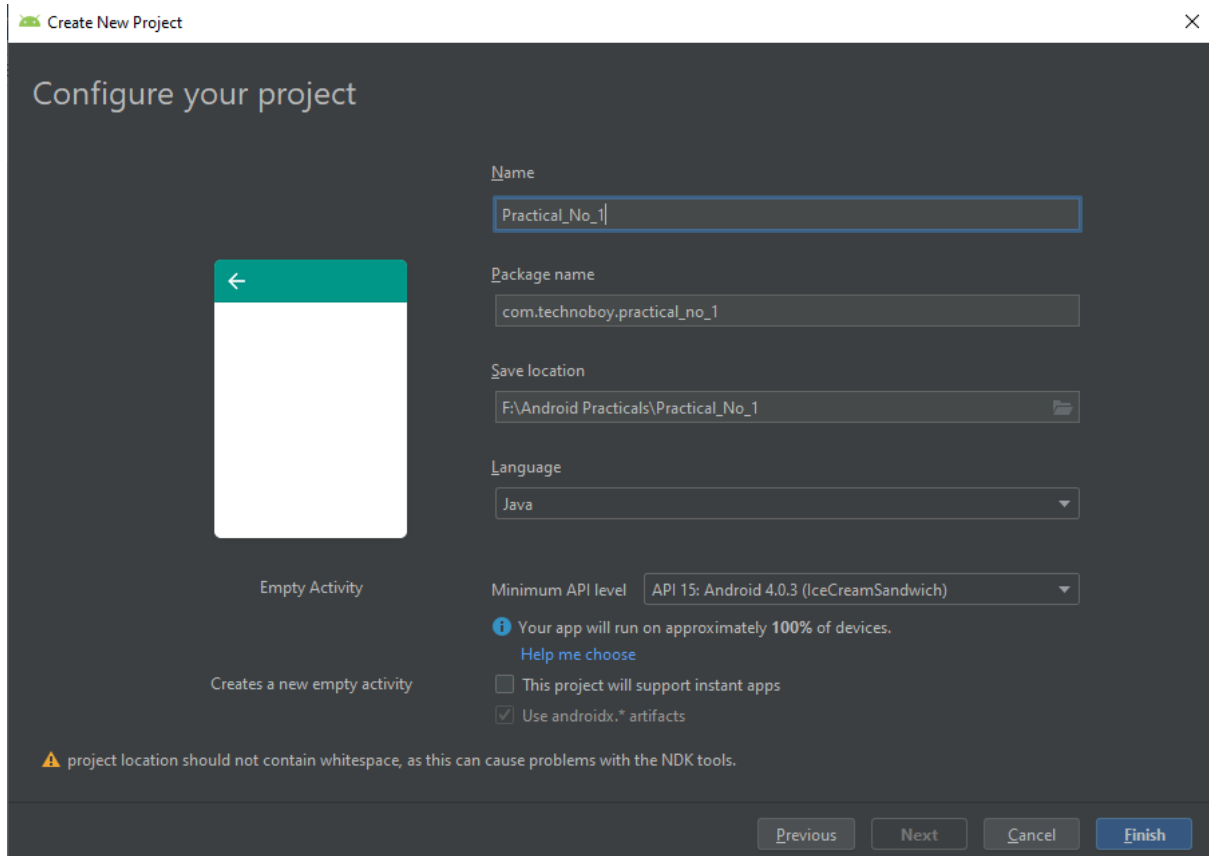 Create New Project
Configure your project
Name
Practical_No_1
Package name
com.technoboy.practical_no_1
Save location
F:\Android Practicals\Practical_No_1
Language
Java
Empty Activity
Minimum API level
API 15: Android 4.0.3 (IceCreamSandwich)
Your app will run on approximately 100% of devices.
Help me choose
Creates a new empty activity
This project will support instant apps
Use androidx.* artifacts
project location should not contain whitespace, as this can cause problems with the NDK tools.
Previous
Next
Cancel
Finish